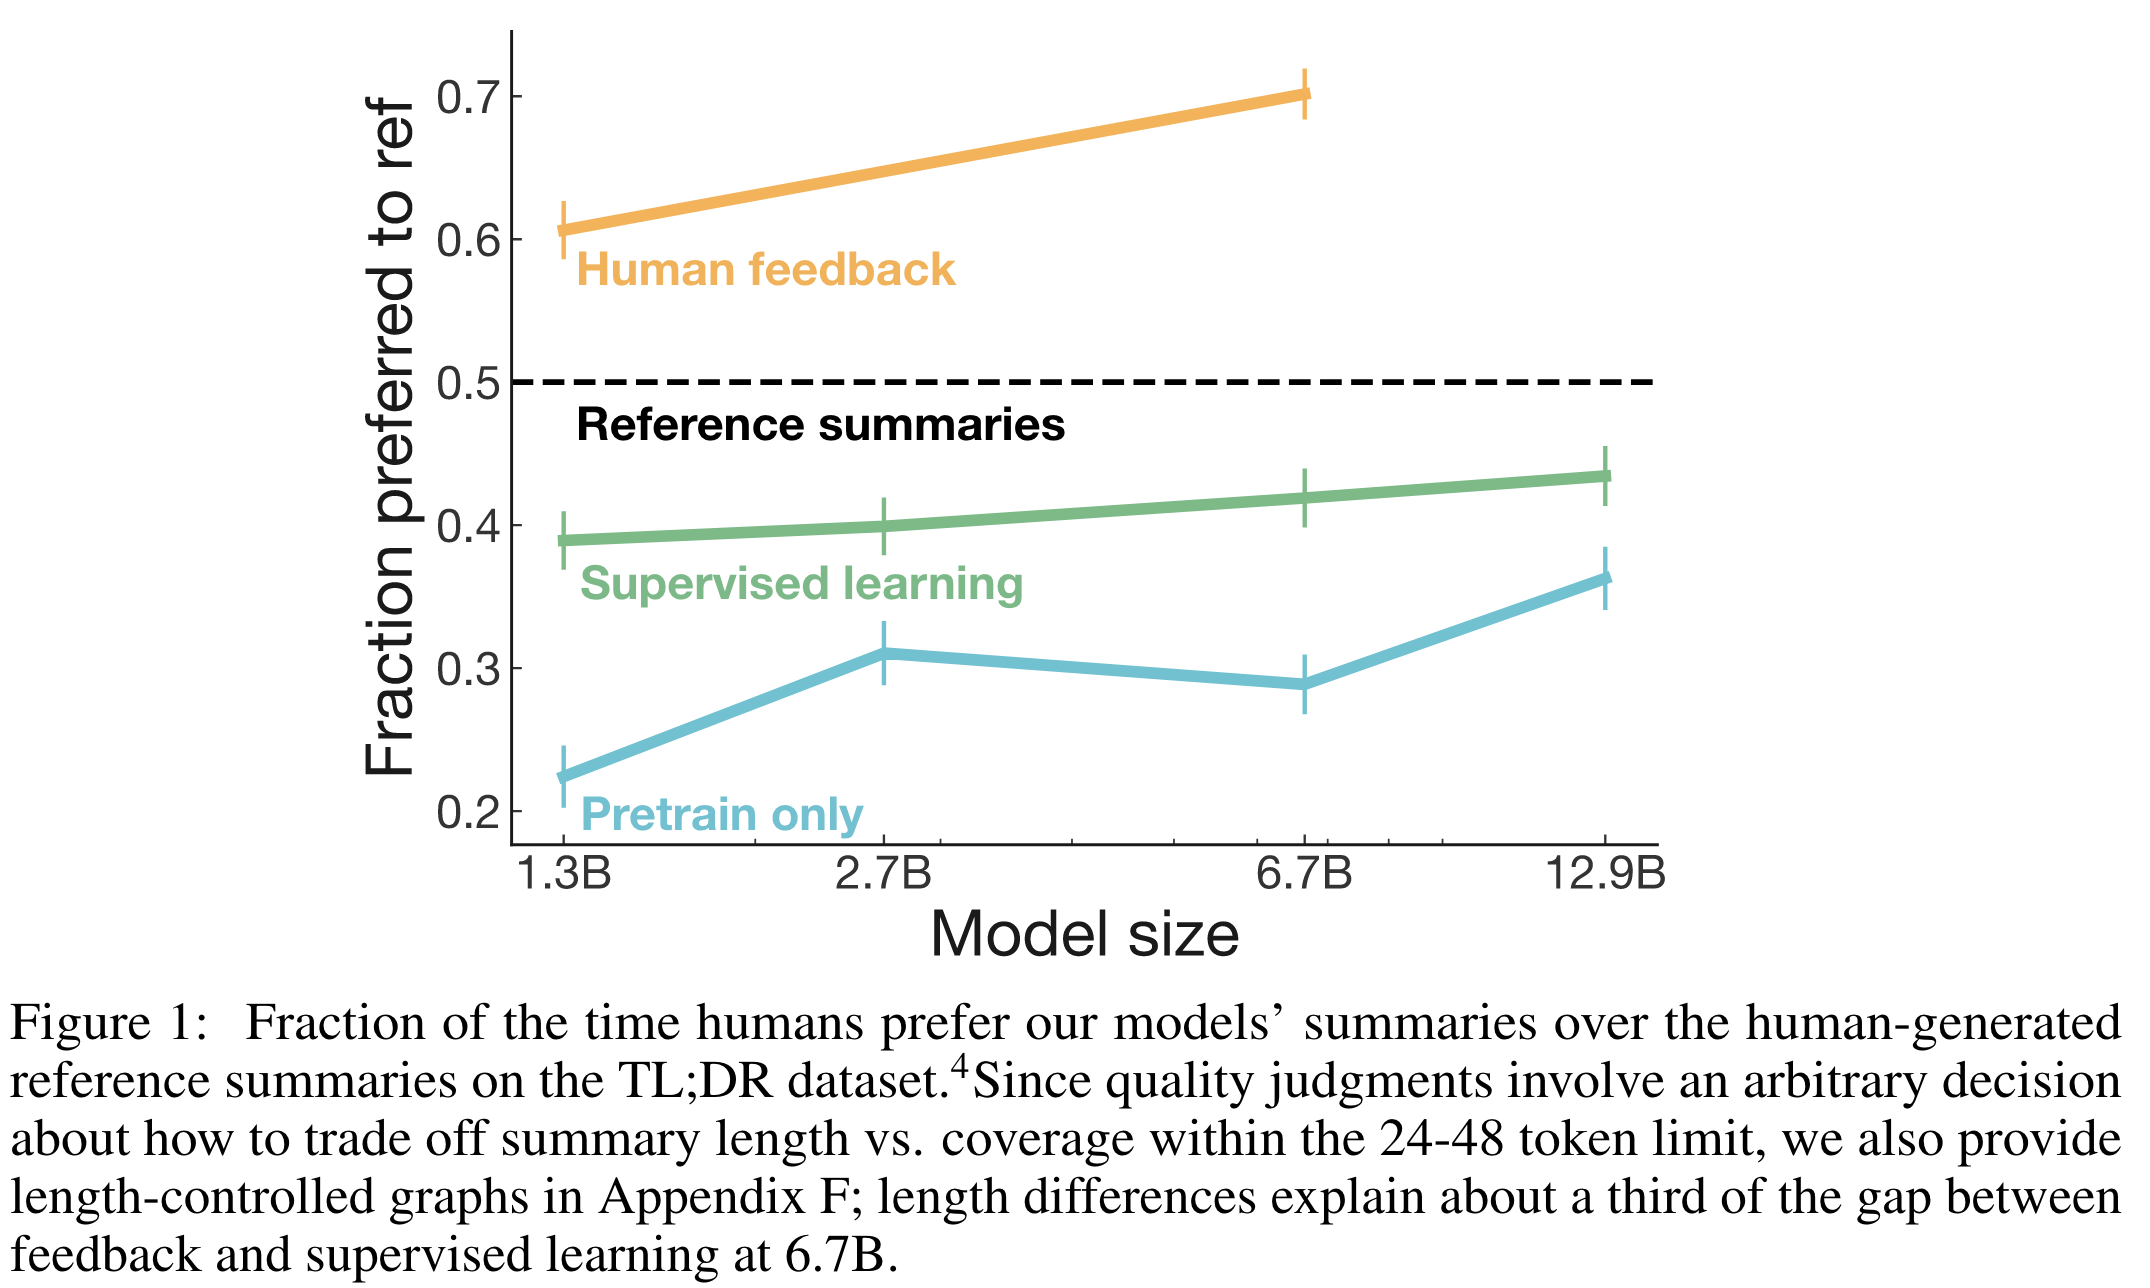 Fraction preferred to ref
0.7
0.6
Human feedback
0.5
Reference summaries
0.4
Supervised learning
0.3
0.2
Pretrain only
1.3B 2.7B 6.7B 12.9B
Model size
Figure 1: Fraction of the time humans prefer our models’ summaries over the human-generated
reference summaries on the TL;DR dataset.⁴Since quality judgments involve an arbitrary decision
about how to trade off summary length vs. coverage within the 24-48 token limit, we also provide
length-controlled graphs in Appendix F; length differences explain about a third of the gap between
feedback and supervised learning at 6.7B.